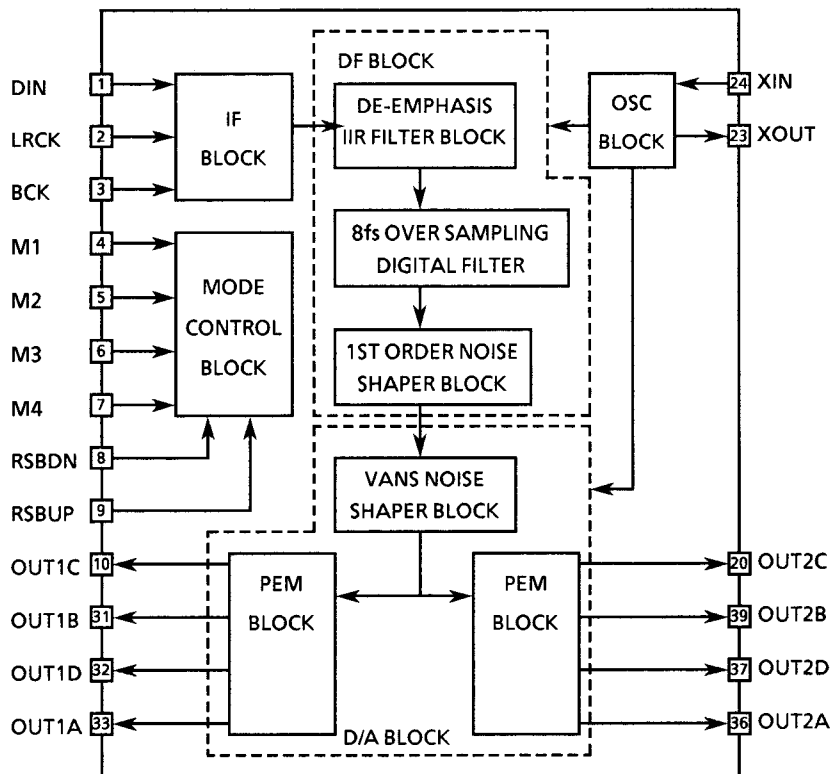 DIN 1
LRCK 2
BCK 3
M1 4
M2 5
M3 6
M4 7
RSBDN 8
RSBUP 9
OUT1C 10
OUT1B 31
OUT1D 32
OUT1A 33
IF
BLOCK
MODE
CONTROL
BLOCK
DF BLOCK
DE-EMPHASIS
IIR FILTER BLOCK
8fs OVER SAMPLING
DIGITAL FILTER
1ST ORDER NOISE
SHAPER BLOCK
VANS NOISE
SHAPER BLOCK
PEM
BLOCK
PEM
BLOCK
D/A BLOCK
OSC
BLOCK
24 XIN
23 XOUT
20 OUT2C
39 OUT2B
37 OUT2D
36 OUT2A